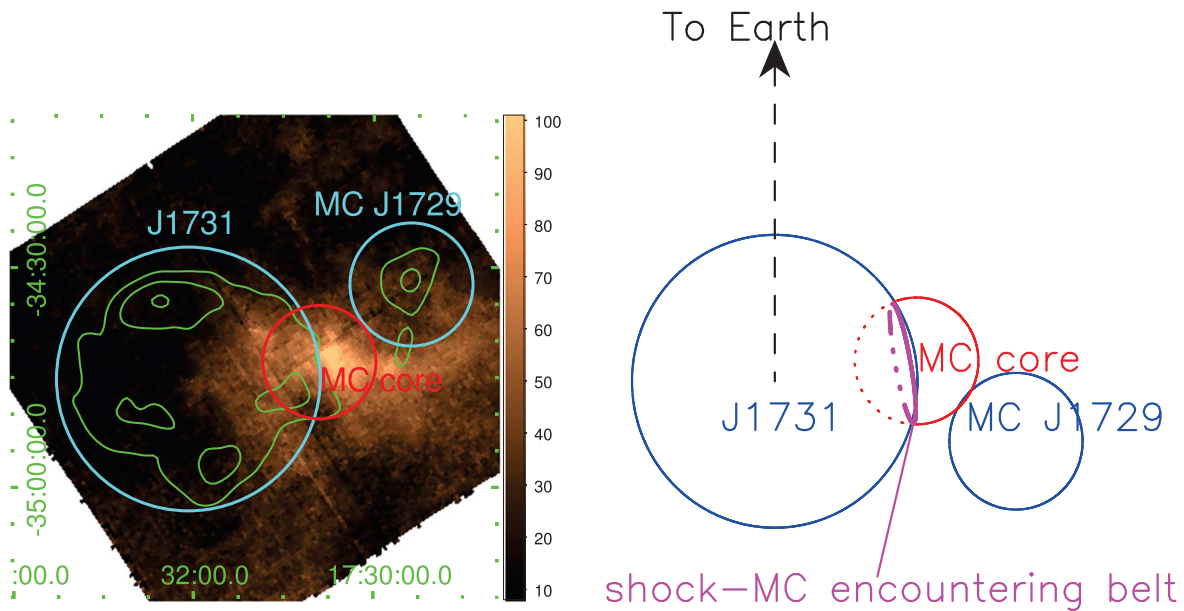 J1731
MC J1729
MC core
-34:30:00.0
-35:00:00.0
:00.0
32:00.0
17:30:00.0
100
90
80
70
60
50
40
30
20
10
To Earth
J1731
MC core
MC J1729
shock-MC encountering belt